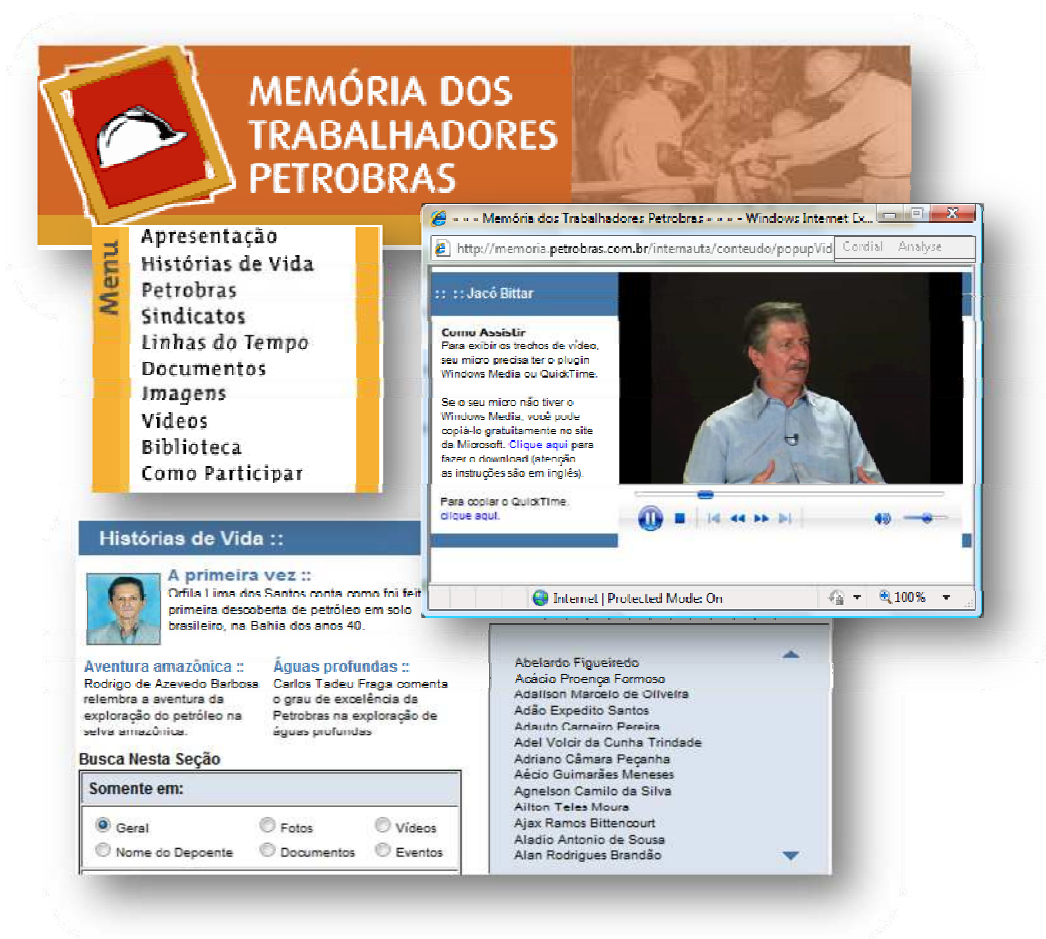 MEMÓRIA DOS
TRABALHADORES
PETROBRAS
Menu
Apresentação
Histórias de Vida
Petrobras
Sindicatos
Linhas do Tempo
Documentos
Imagens
Vídeos
Biblioteca
Como Participar
- - - Memória dos Trabalhadores Petrobras - - - - Windows Internet Ex...
http://memoria.petrobras.com.br/internauta/conteudo/popupVid
Cordial Analyse
:: :: Jacó Bittar
Como Assistir
Para exibir os trechos de vídeo,
seu micro precisa ter o plugin
Windows Media ou QuickTime.
Se o seu micro não tiver o
Windows Media, você pode
copiá-lo gratuitamente no site
da Microsoft. Clique aqui para
fazer o download (atenção
as instruções são em inglês).
Para copiar o QuickTime,
clique aqui.
Internet | Protected Mode: On
100%
Histórias de Vida ::
A primeira vez ::
Orfila Lima dos Santos conta como foi feit
primeira descoberta de petróleo em solo
brasileiro, na Bahia dos anos 40.
Aventura amazônica ::
Rodrigo de Azevedo Barbosa
relembra a aventura da
exploração do petróleo na
selva amazônica.
Águas profundas ::
Carlos Tadeu Fraga comenta
o grau de excelência da
Petrobras na exploração de
águas profundas
Busca Nesta Seção
Somente em:
Geral
Fotos
Vídeos
Nome do Depoente
Documentos
Eventos
Abelardo Figueiredo
Acácio Proença Formoso
Adailson Marcelo de Oliveira
Adão Expedito Santos
Adauto Carneiro Pereira
Adel Volcir da Cunha Trindade
Adriano Câmara Peçanha
Aécio Guimarães Meneses
Agnelson Camilo da Silva
Ailton Teles Moura
Ajax Ramos Bittencourt
Aladio Antonio de Sousa
Alan Rodrigues Brandão